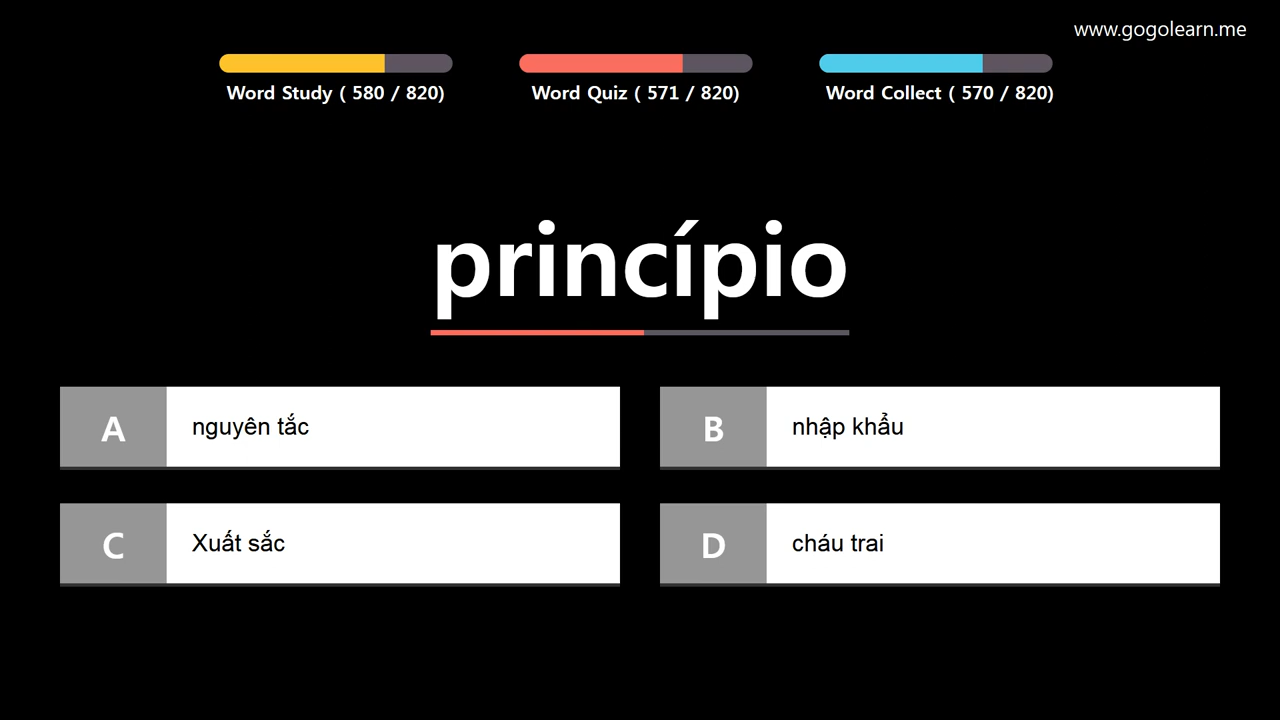 www.gogolearn.me
Word Study ( 580 / 820)
Word Quiz ( 571 / 820)
Word Collect ( 570 / 820)
princípio
A
nguyên tắc
B
nhập khẩu
C
Xuất sắc
D
cháu trai